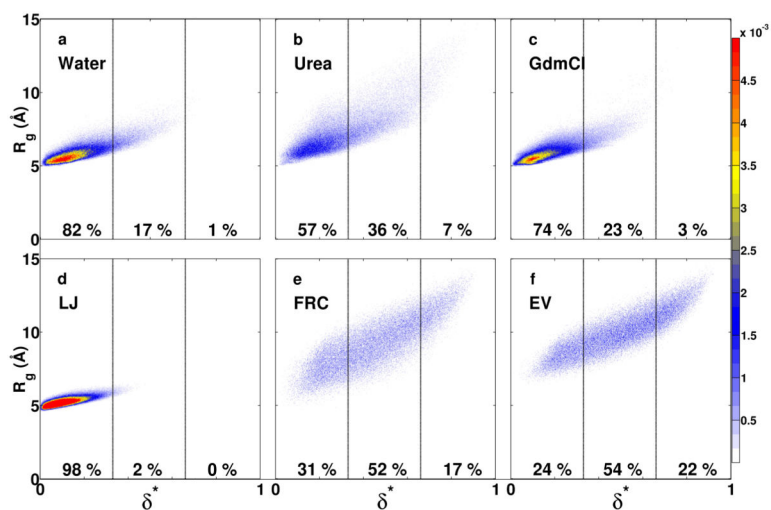 × 10⁻³
15
a
b
c
Water
Urea
GdmCl
4.5
10
4
R_g (Å)
3.5
5
3
82 % 17 % 1 %
57 % 36 % 7 %
74 % 23 % 3 %
0
2.5
15
d
e
f
LJ
FRC
EV
2
10
1.5
R_g (Å)
1
5
0.5
98 % 2 % 0 %
31 % 52 % 17 %
24 % 54 % 22 %
0
0 δ* 1
0 δ* 1
0 δ* 1